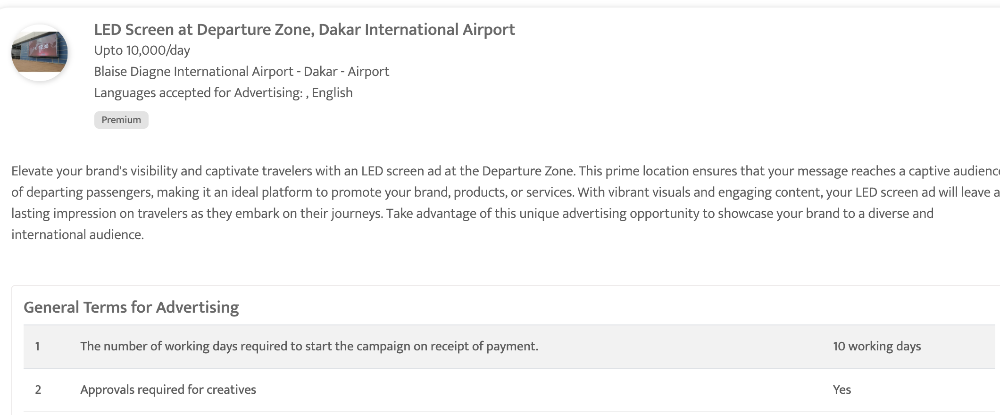 LED Screen at Departure Zone, Dakar International Airport
Upto 10,000/day
Blaise Diagne International Airport - Dakar - Airport
Languages accepted for Advertising: , English
Premium
Elevate your brand's visibility and captivate travelers with an LED screen ad at the Departure Zone. This prime location ensures that your message reaches a captive audience
of departing passengers, making it an ideal platform to promote your brand, products, or services. With vibrant visuals and engaging content, your LED screen ad will leave a
lasting impression on travelers as they embark on their journeys. Take advantage of this unique advertising opportunity to showcase your brand to a diverse and
international audience.
General Terms for Advertising
1 The number of working days required to start the campaign on receipt of payment. 10 working days
2 Approvals required for creatives Yes